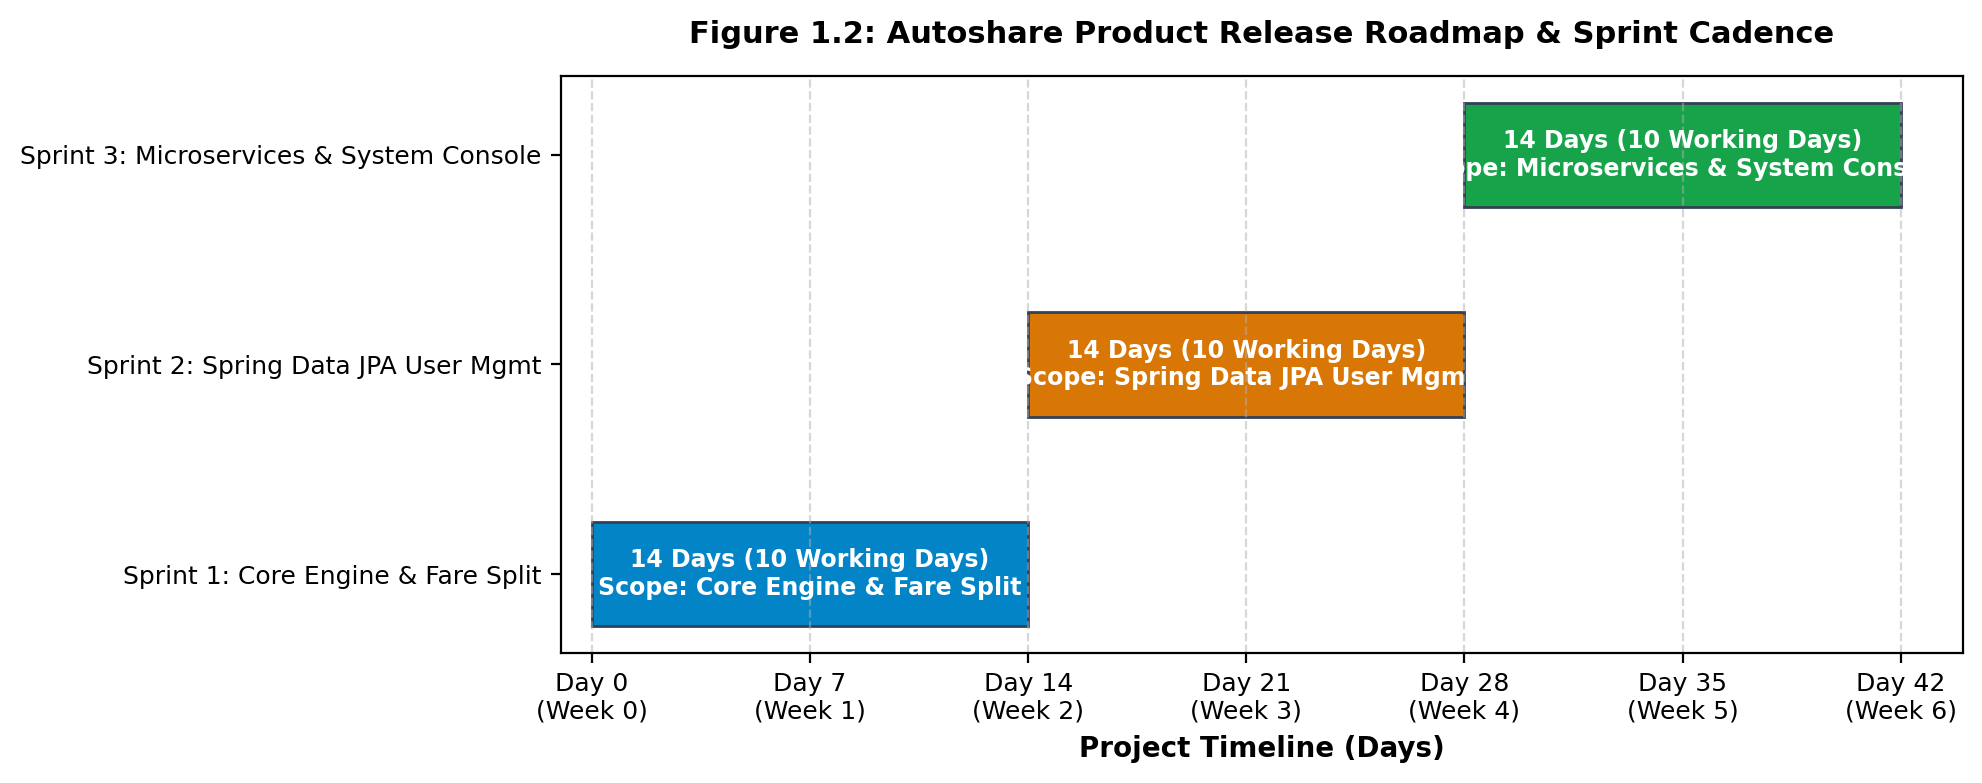 Figure 1.2: Autoshare Product Release Roadmap & Sprint Cadence
Sprint 3: Microservices & System Console
14 Days (10 Working Days)
pe: Microservices & System Cons
Sprint 2: Spring Data JPA User Mgmt
14 Days (10 Working Days)
Scope: Spring Data JPA User Mgm
Sprint 1: Core Engine & Fare Split
14 Days (10 Working Days)
Scope: Core Engine & Fare Split
Day 0 Day 7 Day 14 Day 21 Day 28 Day 35 Day 42
(Week 0) (Week 1) (Week 2) (Week 3) (Week 4) (Week 5) (Week 6)
Project Timeline (Days)